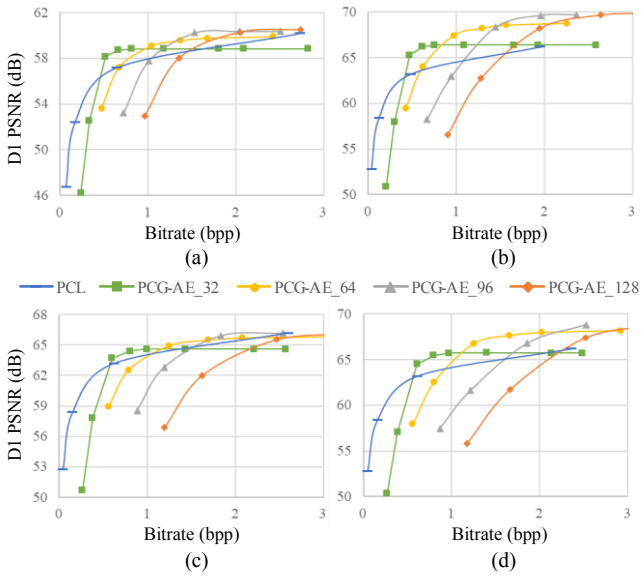 D1 PSNR (dB)
62
58
54
50
46
0
1
2
3
Bitrate (bpp)
(a)
70
65
60
55
50
0
1
2
3
Bitrate (bpp)
(b)
PCL
PCG-AE_32
PCG-AE_64
PCG-AE_96
PCG-AE_128
D1 PSNR (dB)
68
65
62
59
56
53
50
0
1
2
3
Bitrate (bpp)
(c)
70
65
60
55
50
0
1
2
3
Bitrate (bpp)
(d)